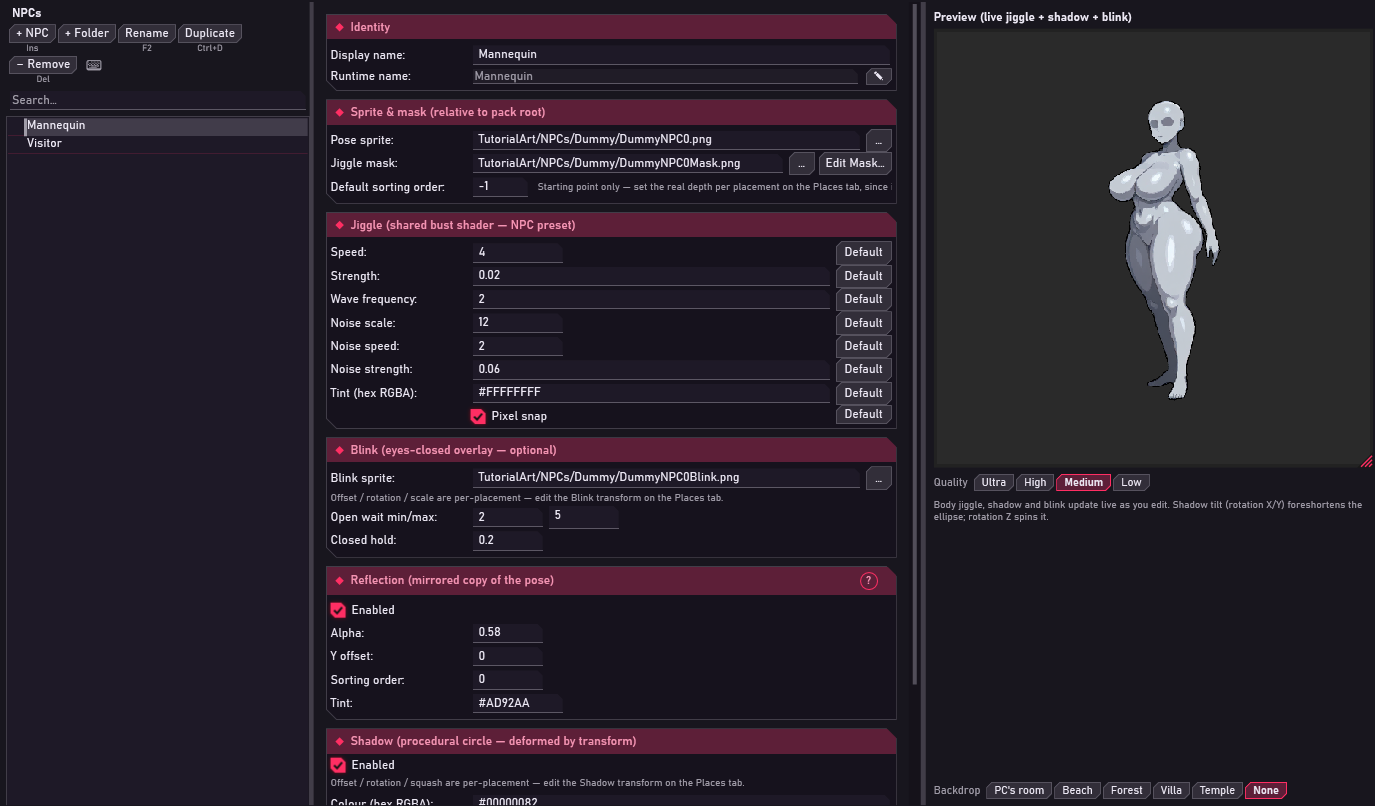 NPCs
+ NPC + Folder Rename Duplicate
Ins F2 Ctrl+D
− Remove
Del
Search...
Mannequin
Visitor
Identity
Display name: Mannequin
Runtime name: Mannequin
Sprite & mask (relative to pack root)
Pose sprite: TutorialArt/NPCs/Dummy/DummyNPC0.png ...
Jiggle mask: TutorialArt/NPCs/Dummy/DummyNPC0Mask.png ... Edit Mask...
Default sorting order: -1 Starting point only — set the real depth per placement on the Places tab, since
Jiggle (shared bust shader — NPC preset)
Speed: 4 Default
Strength: 0.02 Default
Wave frequency: 2 Default
Noise scale: 12 Default
Noise speed: 2 Default
Noise strength: 0.06 Default
Tint (hex RGBA): #FFFFFFFF Default
Pixel snap Default
Blink (eyes-closed overlay — optional)
Blink sprite: TutorialArt/NPCs/Dummy/DummyNPC0Blink.png ...
Offset / rotation / scale are per-placement — edit the Blink transform on the Places tab.
Open wait min/max: 2 5
Closed hold: 0.2
Reflection (mirrored copy of the pose) ?
Enabled
Alpha: 0.58
Y offset: 0
Sorting order: 0
Tint: #AD92AA
Shadow (procedural circle — deformed by transform)
Enabled
Offset / rotation / squash are per-placement — edit the Shadow transform on the Places tab.
Colour (hex RGBA): #00000082
Preview (live jiggle + shadow + blink)
Quality Ultra High Medium Low
Body jiggle, shadow and blink update live as you edit. Shadow tilt (rotation X/Y) foreshortens the
ellipse; rotation Z spins it.
Backdrop PC's room Beach Forest Villa Temple None